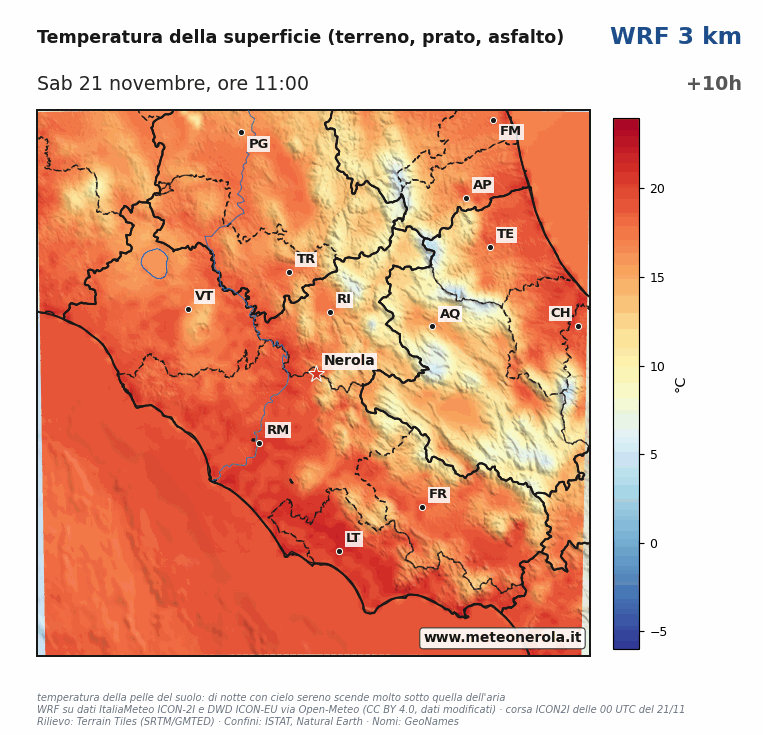 Temperatura della superficie (terreno, prato, asfalto)
WRF 3 km
Sab 21 novembre, ore 11:00
+10h
FM
PG
AP
TE
TR
VT
RI
AQ
CH
Nerola
RM
FR
LT
www.meteonerola.it
20
15
10
5
0
−5
°C
temperatura della pelle del suolo: di notte con cielo sereno scende molto sotto quella dell'aria
WRF su dati ItaliaMeteo ICON-2I e DWD ICON-EU via Open-Meteo (CC BY 4.0, dati modificati) · corsa ICON2I delle 00 UTC del 21/11
Rilievo: Terrain Tiles (SRTM/GMTED) · Confini: ISTAT, Natural Earth · Nomi: GeoNames